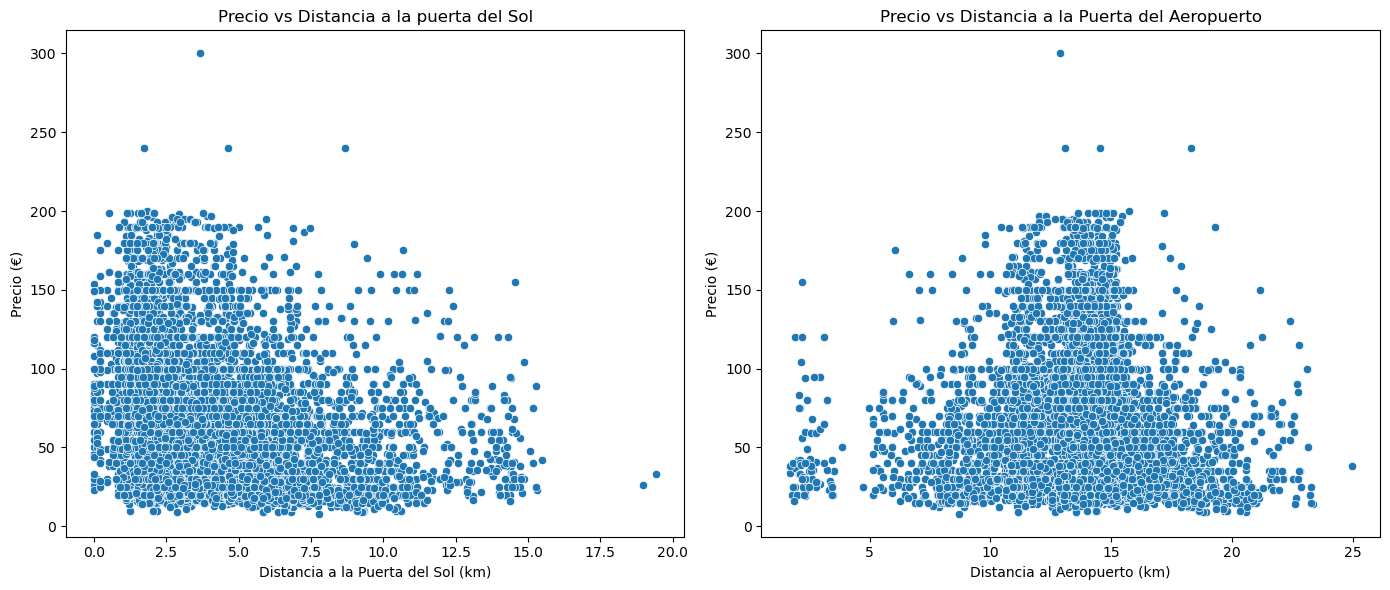 Precio vs Distancia a la puerta del Sol
300
250
200
150
100
50
0
Precio (€)
0.0 2.5 5.0 7.5 10.0 12.5 15.0 17.5 20.0
Distancia a la Puerta del Sol (km)
Precio vs Distancia a la Puerta del Aeropuerto
300
250
200
150
100
50
0
Precio (€)
5 10 15 20 25
Distancia al Aeropuerto (km)